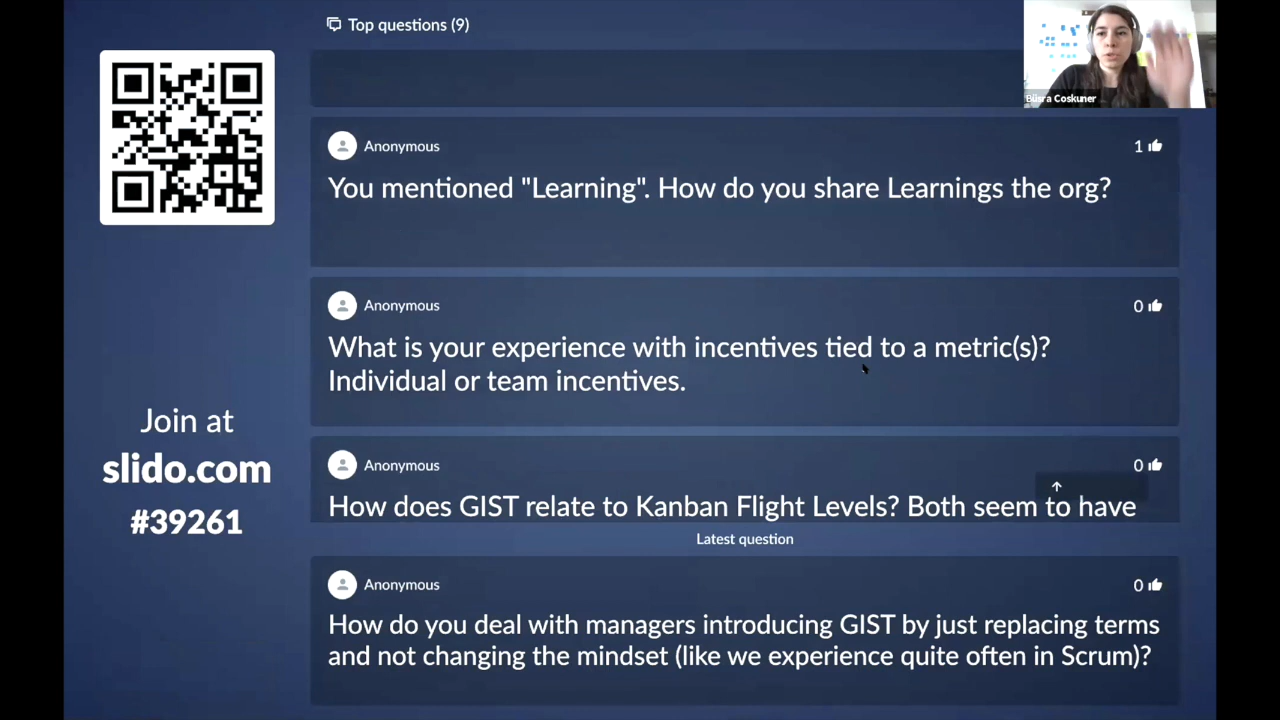 Top questions (9)
Büsra Coskuner
Anonymous
1
You mentioned "Learning". How do you share Learnings the org?
Anonymous
0
What is your experience with incentives tied to a metric(s)?
Individual or team incentives.
Anonymous
0
How does GIST relate to Kanban Flight Levels? Both seem to have
Latest question
Anonymous
0
How do you deal with managers introducing GIST by just replacing terms
and not changing the mindset (like we experience quite often in Scrum)?
Join at
slido.com
#39261